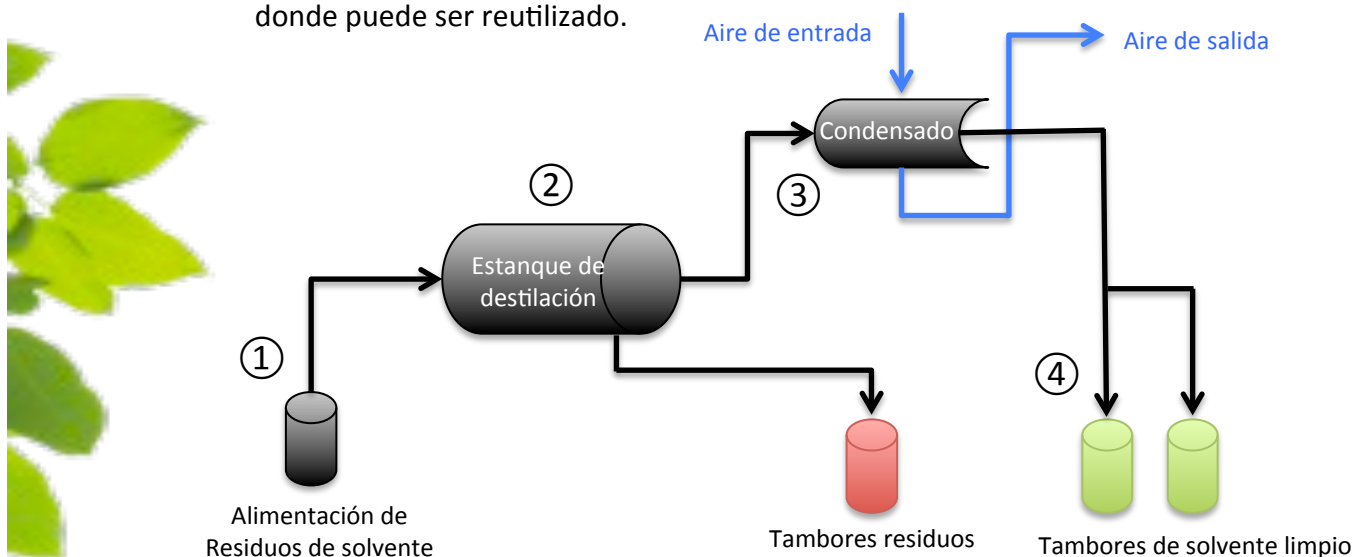 donde puede ser reutilizado.
Aire de entrada
Aire de salida
Condensado
③
②
Estanque de
destilación
①
④
Alimentación de
Residuos de solvente
Tambores residuos
Tambores de solvente limpio